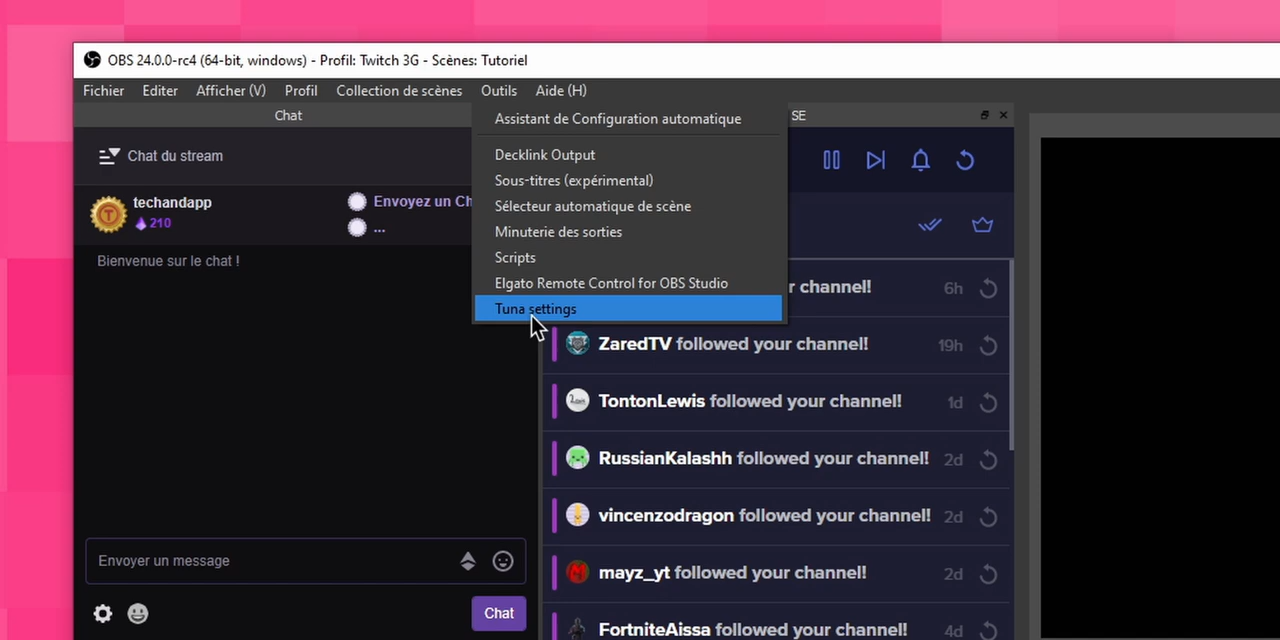 OBS 24.0.0-rc4 (64-bit, windows) - Profil: Twitch 3G - Scènes: Tutoriel
Fichier Editer Afficher (V) Profil Collection de scènes Outils Aide (H)
Chat
SE
Assistant de Configuration automatique
Decklink Output
Sous-titres (expérimental)
Sélecteur automatique de scène
Minuterie des sorties
Scripts
Elgato Remote Control for OBS Studio
Tuna settings
Chat du stream
techandapp
210
Envoyez un Ch
...
Bienvenue sur le chat !
r channel! 6h
ZaredTV followed your channel! 19h
TontonLewis followed your channel! 1d
RussianKalashh followed your channel! 2d
vincenzodragon followed your channel! 2d
mayz_yt followed your channel! 2d
FortniteAissa followed your channel! 4d
Envoyer un message
Chat